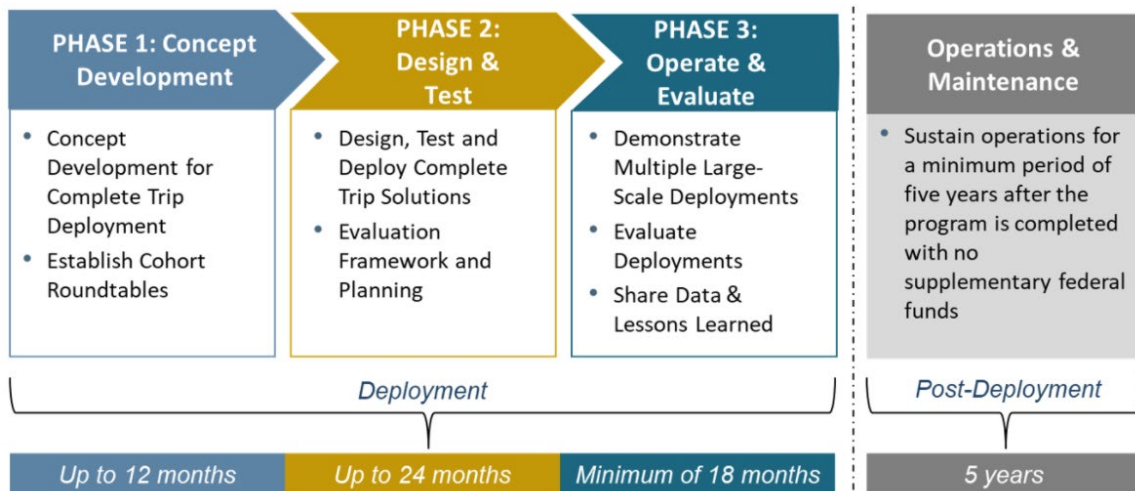 PHASE 1: Concept
Development
PHASE 2:
Design &
Test
PHASE 3:
Operate &
Evaluate
Operations &
Maintenance
• Concept
Development for
Complete Trip
Deployment
• Establish Cohort
Roundtables
• Design, Test and
Deploy Complete
Trip Solutions
• Evaluation
Framework and
Planning
• Demonstrate
Multiple Large-
Scale Deployments
• Evaluate
Deployments
• Share Data &
Lessons Learned
• Sustain operations for
a minimum period of
five years after the
program is completed
with no
supplementary federal
funds
Deployment
Post-Deployment
Up to 12 months
Up to 24 months
Minimum of 18 months
5 years